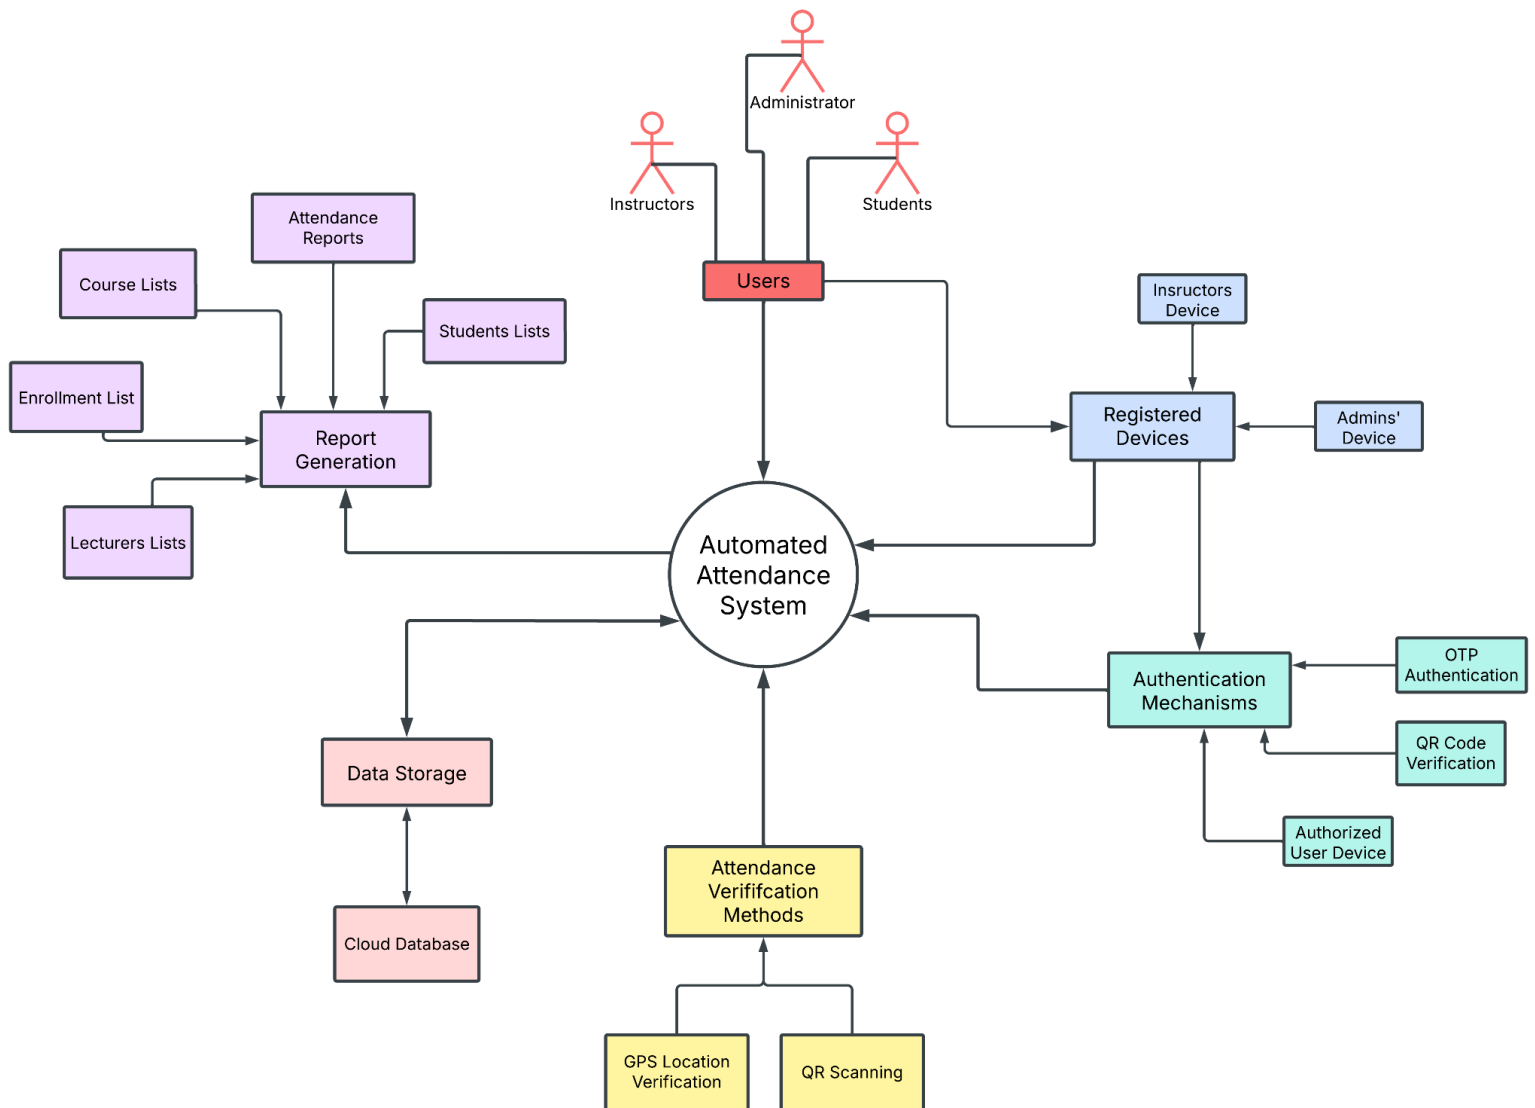 Administrator
Instructors
Students
Users
Attendance
Reports
Course Lists
Students Lists
Enrollment List
Report
Generation
Lecturers Lists
Insructors
Device
Registered
Devices
Admins'
Device
Automated
Attendance
System
Authentication
Mechanisms
OTP
Authentication
QR Code
Verification
Authorized
User Device
Data Storage
Cloud Database
Attendance
Verififcation
Methods
GPS Location
Verification
QR Scanning